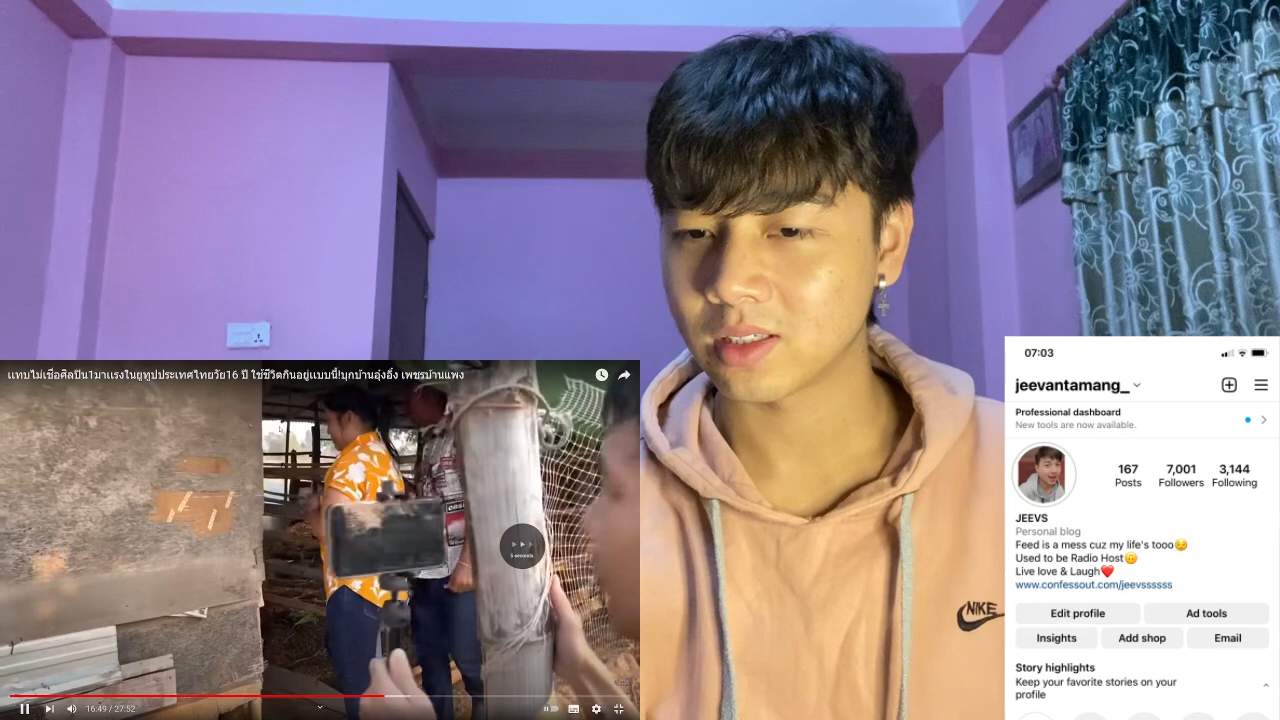 แทบไม่เชื่อศิลปิน1มาแรงในยูทูปประเทศไทยวัย16 ปี ใช้ชีวิตกินอยู่แบบนี้!บุกบ้านอุ๋งอิ๋ง เพชรบ้านแพง
5 seconds
16:49 / 27:52
NIKE
07:03
jeevantamang_
Professional dashboard
New tools are now available.
167 7,001 3,144
Posts Followers Following
JEEVS
Personal blog
Feed is a mess cuz my life's tooo😔
Used to be Radio Host🙃
Live love & Laugh❤️
www.confessout.com/jeevssssss
Edit profile Ad tools
Insights Add shop Email
Story highlights
Keep your favorite stories on your
profile